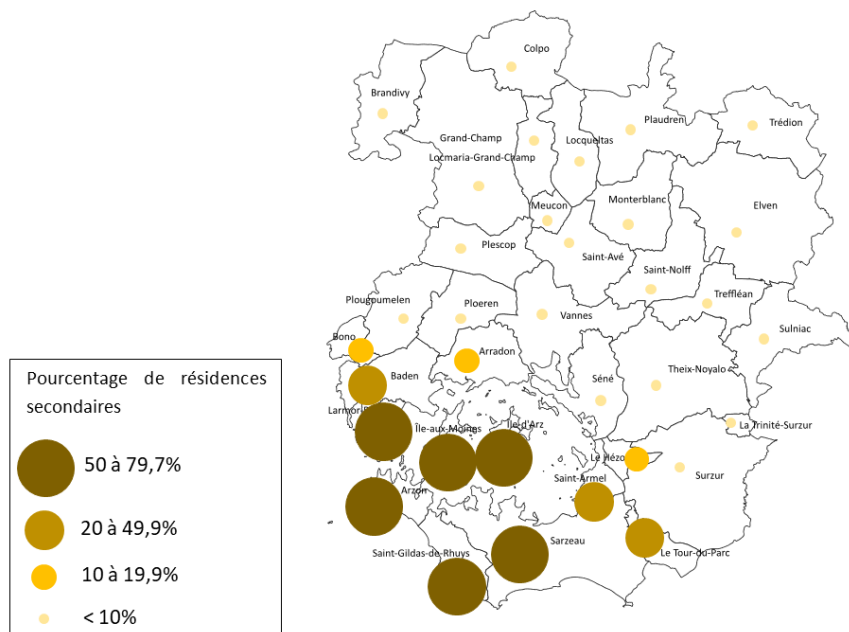 Colpo
Brandivy
Plaudren
Trédion
Grand-Champ
Locqueltas
Locmaria-Grand-Champ
Meucon
Monterblanc
Elven
Plescop
Saint-Avé
Saint-Nolff
Plougoumelen
Ploeren
Treffléan
Vannes
Sulniac
Bono
Arradon
Baden
Séné
Theix-Noyalo
Larmor-
La Trinité-Surzur
Île-aux-Moines
Île-d'Arz
Le Hézo
Surzur
Saint-Armel
Arzon
Saint-Gildas-de-Rhuys
Sarzeau
Le Tour-du-Parc
Pourcentage de résidences
secondaires
50 à 79,7%
20 à 49,9%
10 à 19,9%
< 10%